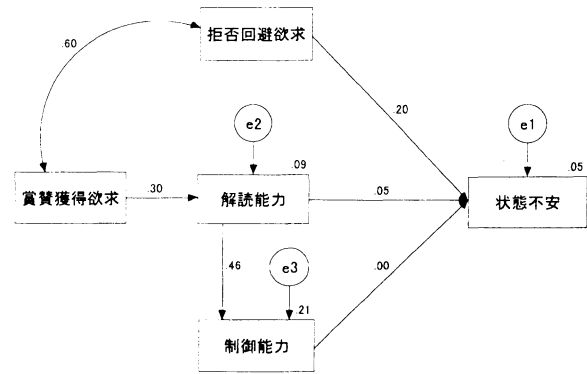 拒否回避欲求
.60
.20
e2
e1
.09
.05
賞賛獲得欲求
.30
解読能力
.05
状態不安
.46
e3
.00
.21
制御能力